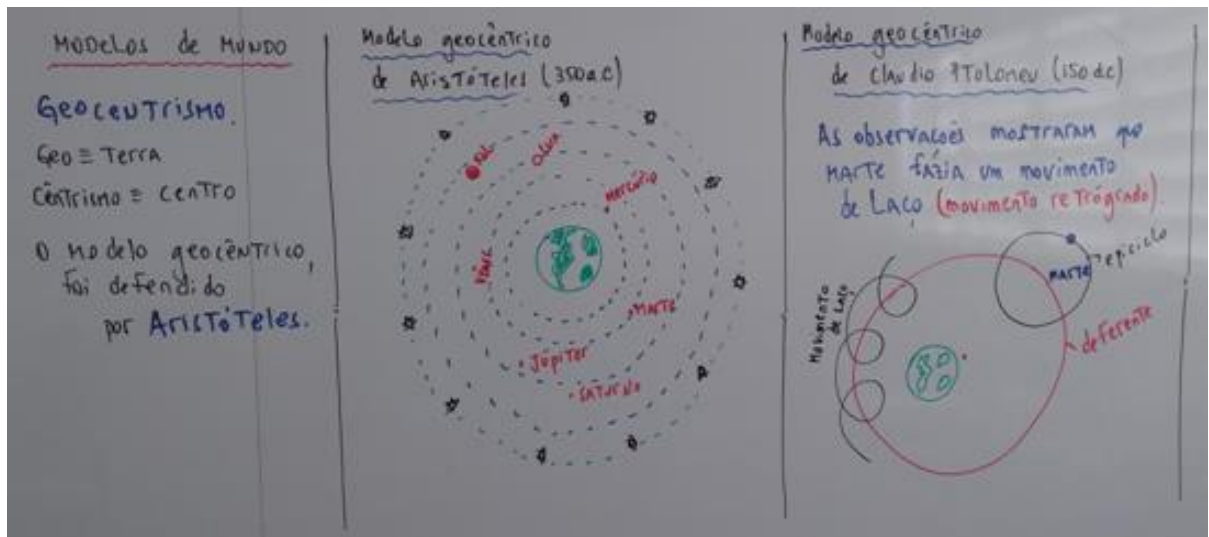 MODELOS de MUNDO
GEOCENTRISMO.
Geo ≡ Terra
Cêntrismo ≡ centro
O modelo geocêntrico,
foi defendido
por Aristóteles.
Modelo geocêntrico
de Aristóteles (350 a.c)
SOL
LUA
MERCÚRIO
MARTE
JÚPITER
SATURNO
Modelo geocêntrico
de Claudio PToloneu (150 d.c)
As observações mostraram que
MARTE fazia um movimento
de Laço (movimento retrógrado).
MARTE
epiciclo
Movimento
de Laço
deferente